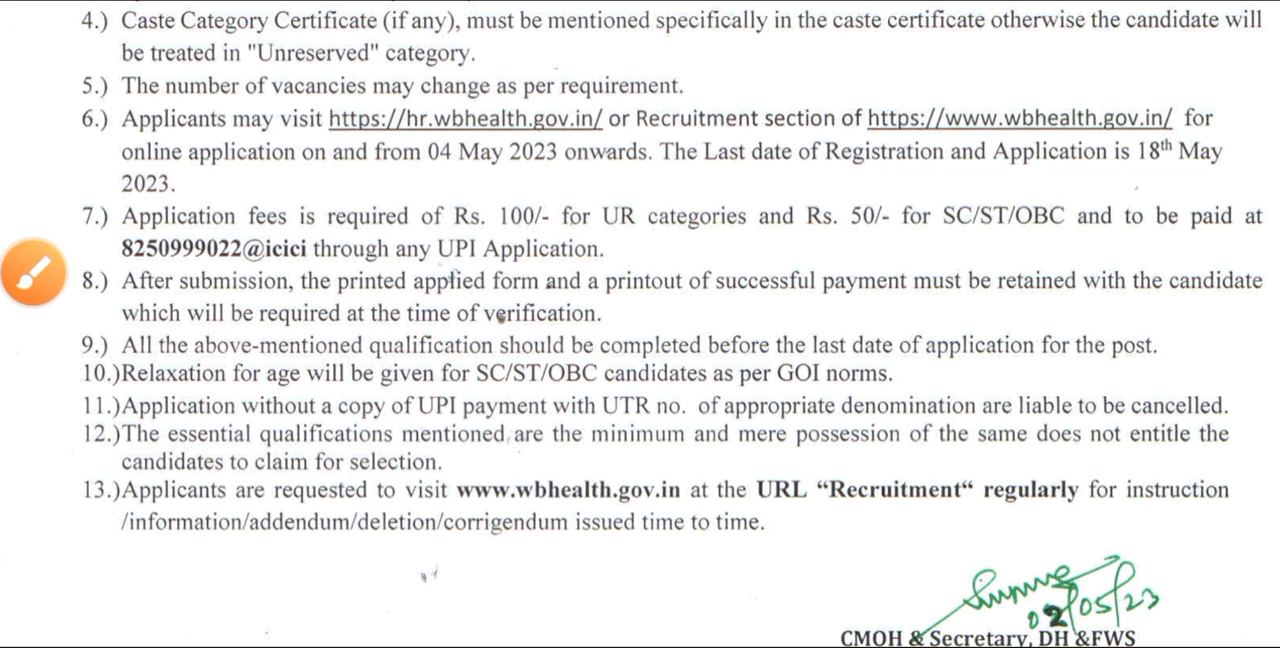 4.) Caste Category Certificate (if any), must be mentioned specifically in the caste certificate otherwise the candidate will
be treated in "Unreserved" category.
5.) The number of vacancies may change as per requirement.
6.) Applicants may visit https://hr.wbhealth.gov.in/ or Recruitment section of https://www.wbhealth.gov.in/ for
online application on and from 04 May 2023 onwards. The Last date of Registration and Application is 18th May
2023.
7.) Application fees is required of Rs. 100/- for UR categories and Rs. 50/- for SC/ST/OBC and to be paid at
8250999022@icici through any UPI Application.
8.) After submission, the printed applied form and a printout of successful payment must be retained with the candidate
which will be required at the time of verification.
9.) All the above-mentioned qualification should be completed before the last date of application for the post.
10.)Relaxation for age will be given for SC/ST/OBC candidates as per GOI norms.
11.)Application without a copy of UPI payment with UTR no. of appropriate denomination are liable to be cancelled.
12.)The essential qualifications mentioned are the minimum and mere possession of the same does not entitle the
candidates to claim for selection.
13.)Applicants are requested to visit www.wbhealth.gov.in at the URL “Recruitment“ regularly for instruction
/information/addendum/deletion/corrigendum issued time to time.
02/05/23
CMOH & Secretary, DH &FWS